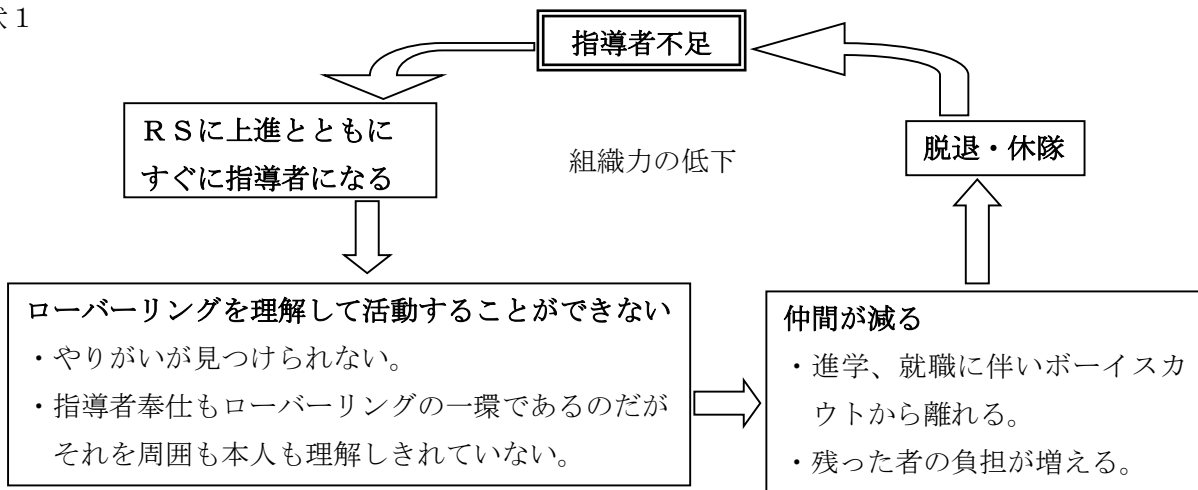 状１
指導者不足
ＲＳに上進とともに
すぐに指導者になる
組織力の低下
脱退・休隊
ローバーリングを理解して活動することができない
・やりがいが見つけられない。
・指導者奉仕もローバーリングの一環であるのだが
それを周囲も本人も理解しきれていない。
仲間が減る
・進学、就職に伴いボーイスカ
ウトから離れる。
・残った者の負担が増える。